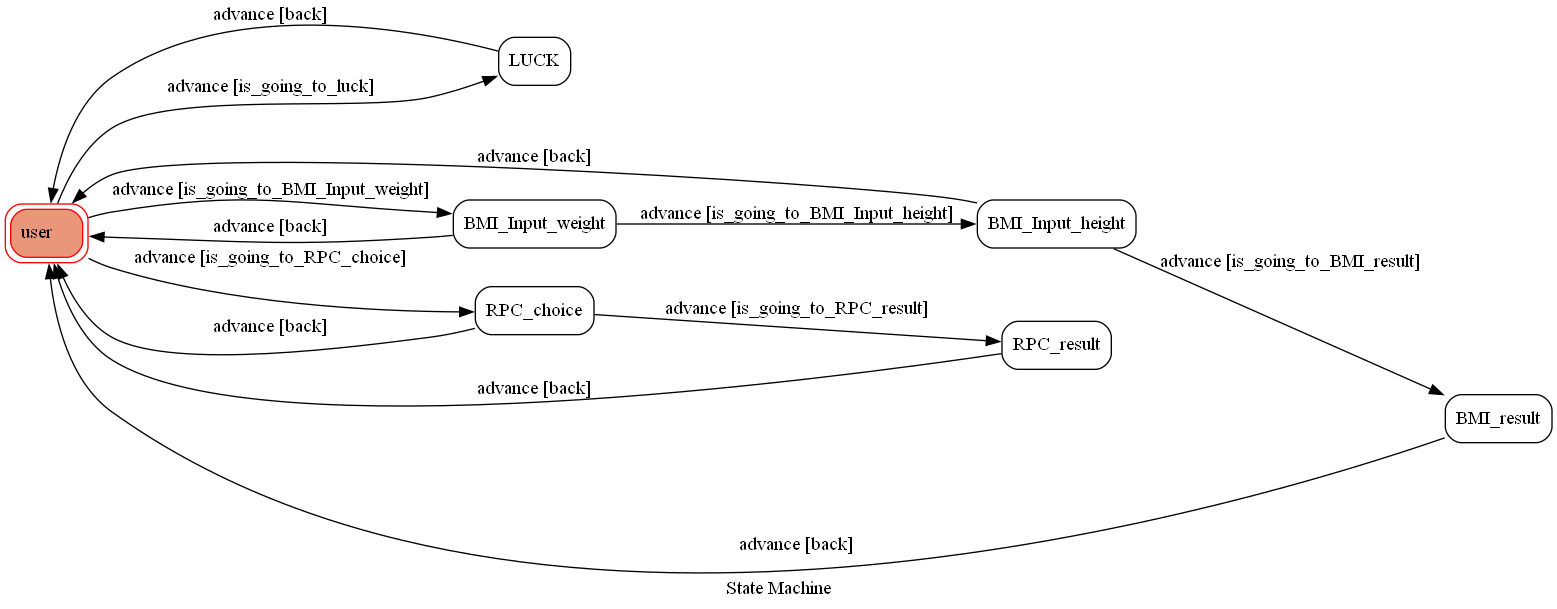 advance [back]
LUCK
advance [is_going_to_luck]
advance [back]
advance [is_going_to_BMI_Input_weight]
advance [is_going_to_BMI_Input_height]
BMI_Input_weight
BMI_Input_height
advance [back]
user
advance [is_going_to_RPC_choice]
advance [is_going_to_BMI_result]
RPC_choice
advance [is_going_to_RPC_result]
advance [back]
RPC_result
advance [back]
BMI_result
advance [back]
State Machine